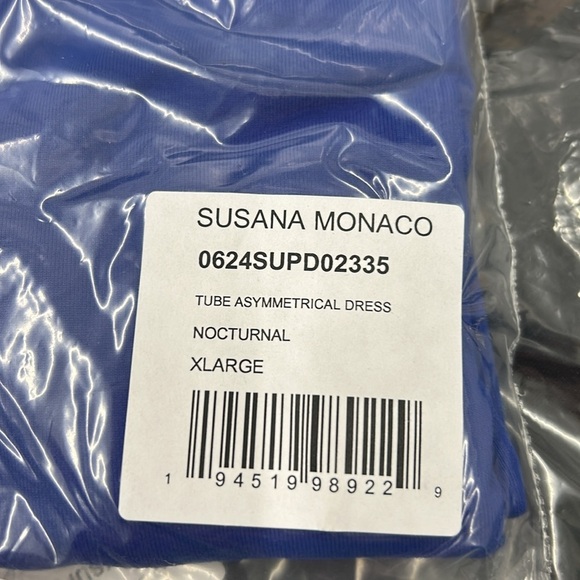 SUSANA MONACO
0624SUPD02335
TUBE ASYMMETRICAL DRESS
NOCTURNAL
XLARGE
1 94519 98922 9